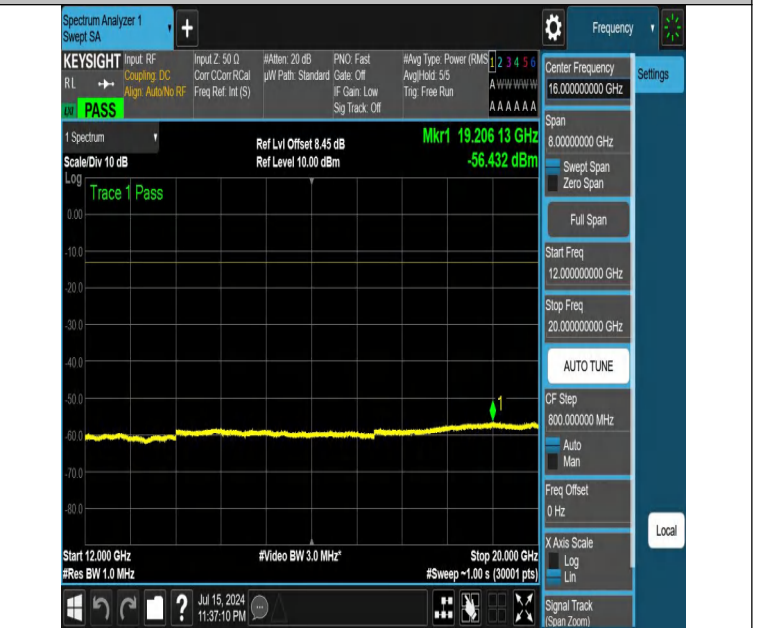 Spectrum Analyzer 1
Swept SA
+
Frequency
KEYSIGHT
RL
PASS
Input: RF
Coupling: DC
Align: Auto/No RF
Input Z: 50 Ω
Corr CCorr RCal
Freq Ref: Int (S)
#Atten: 20 dB
µW Path: Standard
PNO: Fast
Gate: Off
IF Gain: Low
Sig Track: Off
#Avg Type: Power (RMS
Avg|Hold: 5/5
Trig: Free Run
1 2 3 4 5 6
A W W W W W
A A A A A A
Center Frequency
16.000000000 GHz
Settings
Span
8.00000000 GHz
Swept Span
Zero Span
Full Span
Start Freq
12.000000000 GHz
Stop Freq
20.000000000 GHz
AUTO TUNE
CF Step
800.000000 MHz
Auto
Man
Freq Offset
0 Hz
X Axis Scale
Log
Lin
Signal Track
(Span Zoom)
Local
1 Spectrum
Scale/Div 10 dB
Ref Lvl Offset 8.45 dB
Ref Level 10.00 dBm
Mkr1 19.206 13 GHz
-56.432 dBm
Log
Trace 1 Pass
0.00
-10.0
-20.0
-30.0
-40.0
-50.0
-60.0
-70.0
-80.0
1
Start 12.000 GHz
#Res BW 1.0 MHz
#Video BW 3.0 MHz*
Stop 20.000 GHz
#Sweep ~1.00 s (30001 pts)
?
Jul 15, 2024
11:37:10 PM